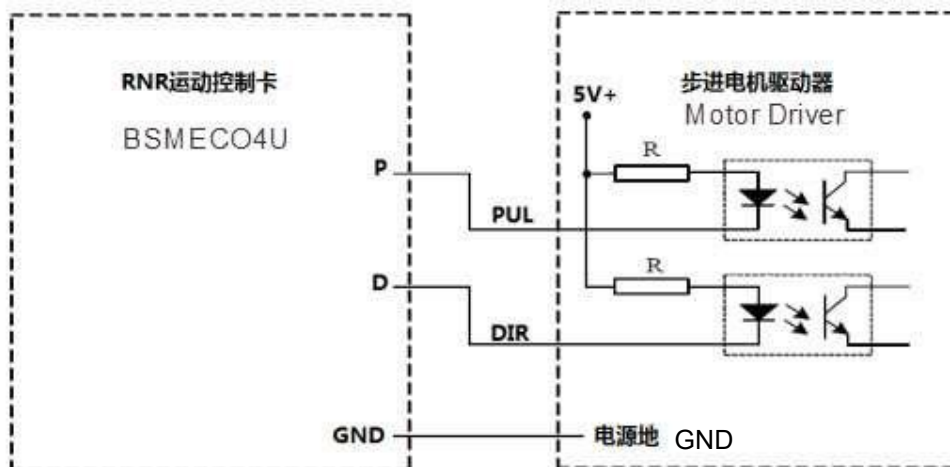 RNR运动控制卡
BSMECO4U
步进电机驱动器
Motor Driver
5V+
R
P
PUL
R
D
DIR
GND
电源地 GND